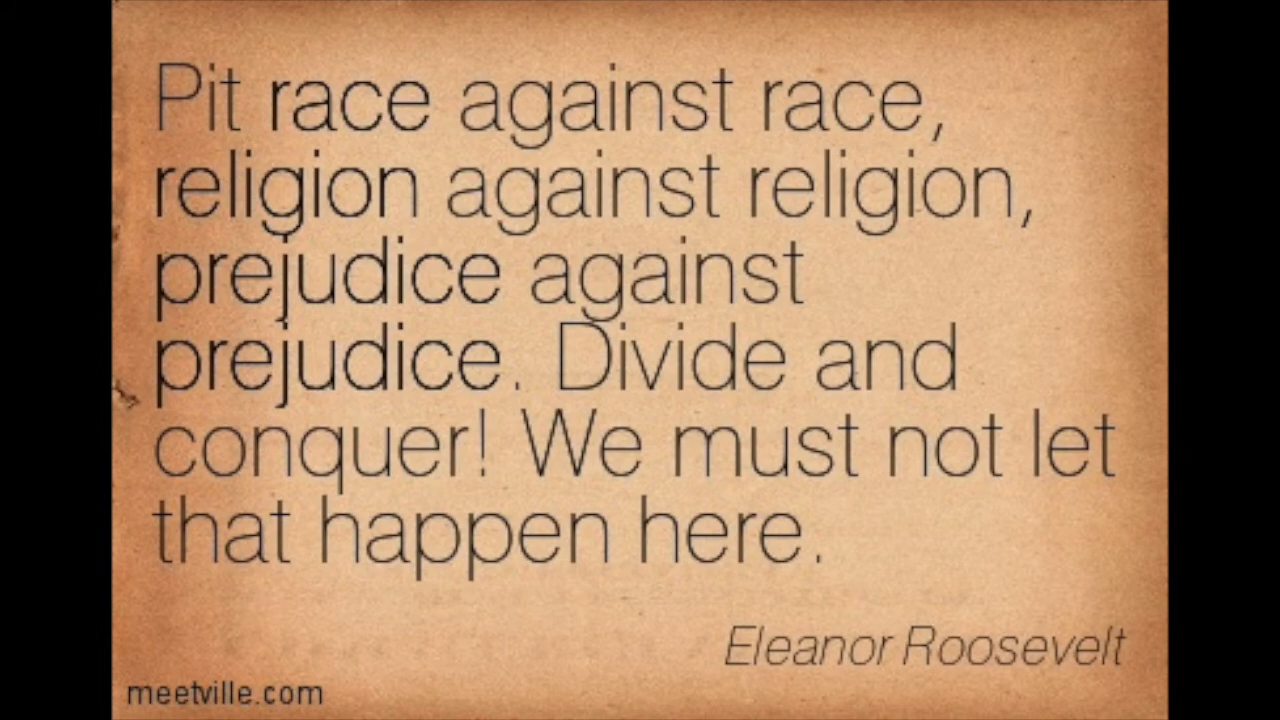 Pit race against race,
religion against religion,
prejudice against
prejudice. Divide and
conquer! We must not let
that happen here.
Eleanor Roosevelt
meetville.com